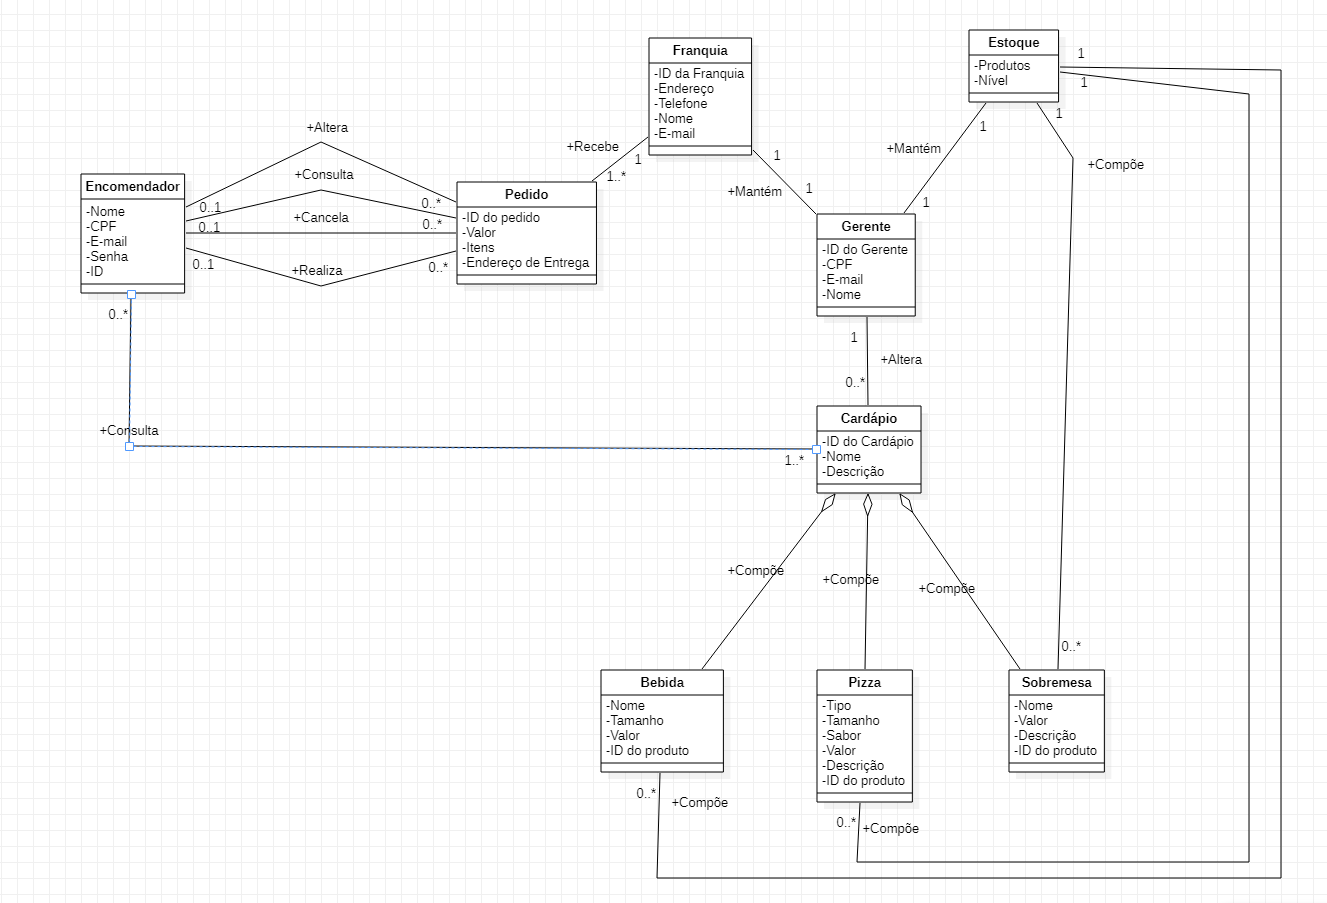 Franquia
-ID da Franquia
-Endereço
-Telefone
-Nome
-E-mail
Estoque
-Produtos
-Nível
1
1
1
1
+Mantém
+Compõe
1
+Altera
+Consulta
+Cancela
+Realiza
0..1
0..1
0..1
0..*
0..*
0..*
+Recebe
1
1..*
1
+Mantém
1
Encomendador
-Nome
-CPF
-E-mail
-Senha
-ID
Pedido
-ID do pedido
-Valor
-Itens
-Endereço de Entrega
Gerente
-ID do Gerente
-CPF
-E-mail
-Nome
0..*
+Consulta
1..*
1
+Altera
0..*
Cardápio
-ID do Cardápio
-Nome
-Descrição
+Compõe
+Compõe
+Compõe
0..*
Bebida
-Nome
-Tamanho
-Valor
-ID do produto
Pizza
-Tipo
-Tamanho
-Sabor
-Valor
-Descrição
-ID do produto
Sobremesa
-Nome
-Valor
-Descrição
-ID do produto
0..*
+Compõe
0..*
+Compõe